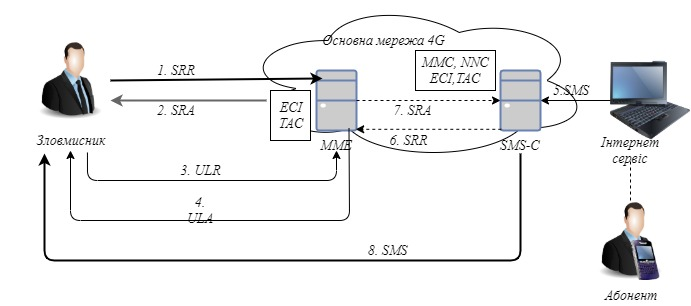 Основна мережа 4G
MMC, NNC
ECI,TAC
1. SRR
2. SRA
ECI
TAC
7. SRA
5.SMS
6. SRR
Зловмисник
MME
SMS-C
Інтернет
сервіс
3. ULR
4.
ULA
8. SMS
Абонент